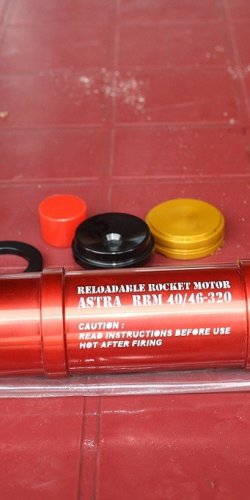 RELOADABLE ROCKET MOTOR
ASTRA RRM 40/46-320
CAUTION :
READ INSTRUCTIONS BEFORE USE
HOT AFTER FIRING